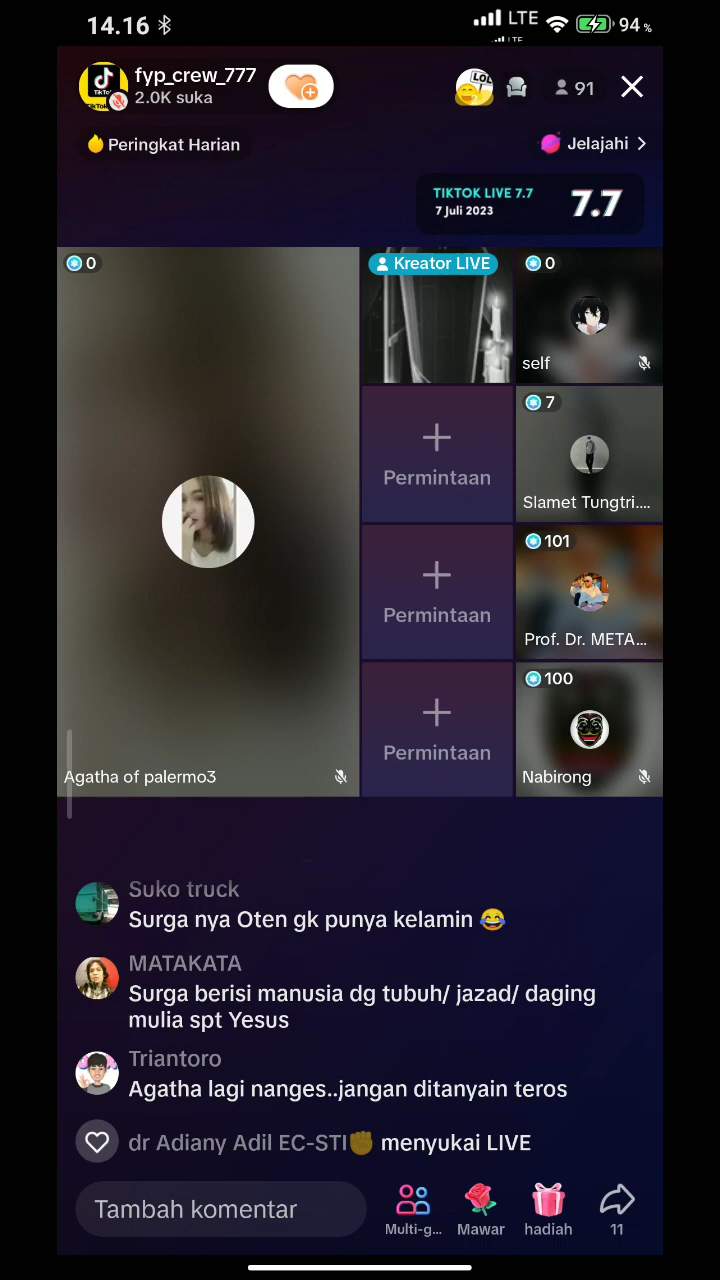 14.16
LTE
94 %
LTE
fyp_crew_777
2.0K suka
LOL
91
Peringkat Harian
Jelajahi
TIKTOK LIVE 7.7
7 Juli 2023
7.7
0
Kreator LIVE
0
self
Permintaan
7
Slamet Tungtri....
Permintaan
101
Prof. Dr. META...
Permintaan
100
Agatha of palermo3
Nabirong
Suko truck
Surga nya Oten gk punya kelamin 😂
MATAKATA
Surga berisi manusia dg tubuh/ jazad/ daging
mulia spt Yesus
Triantoro
Agatha lagi nanges..jangan ditanyain teros
dr Adiany Adil EC-STI✊ menyukai LIVE
Tambah komentar
Multi-g...
Mawar
hadiah
11